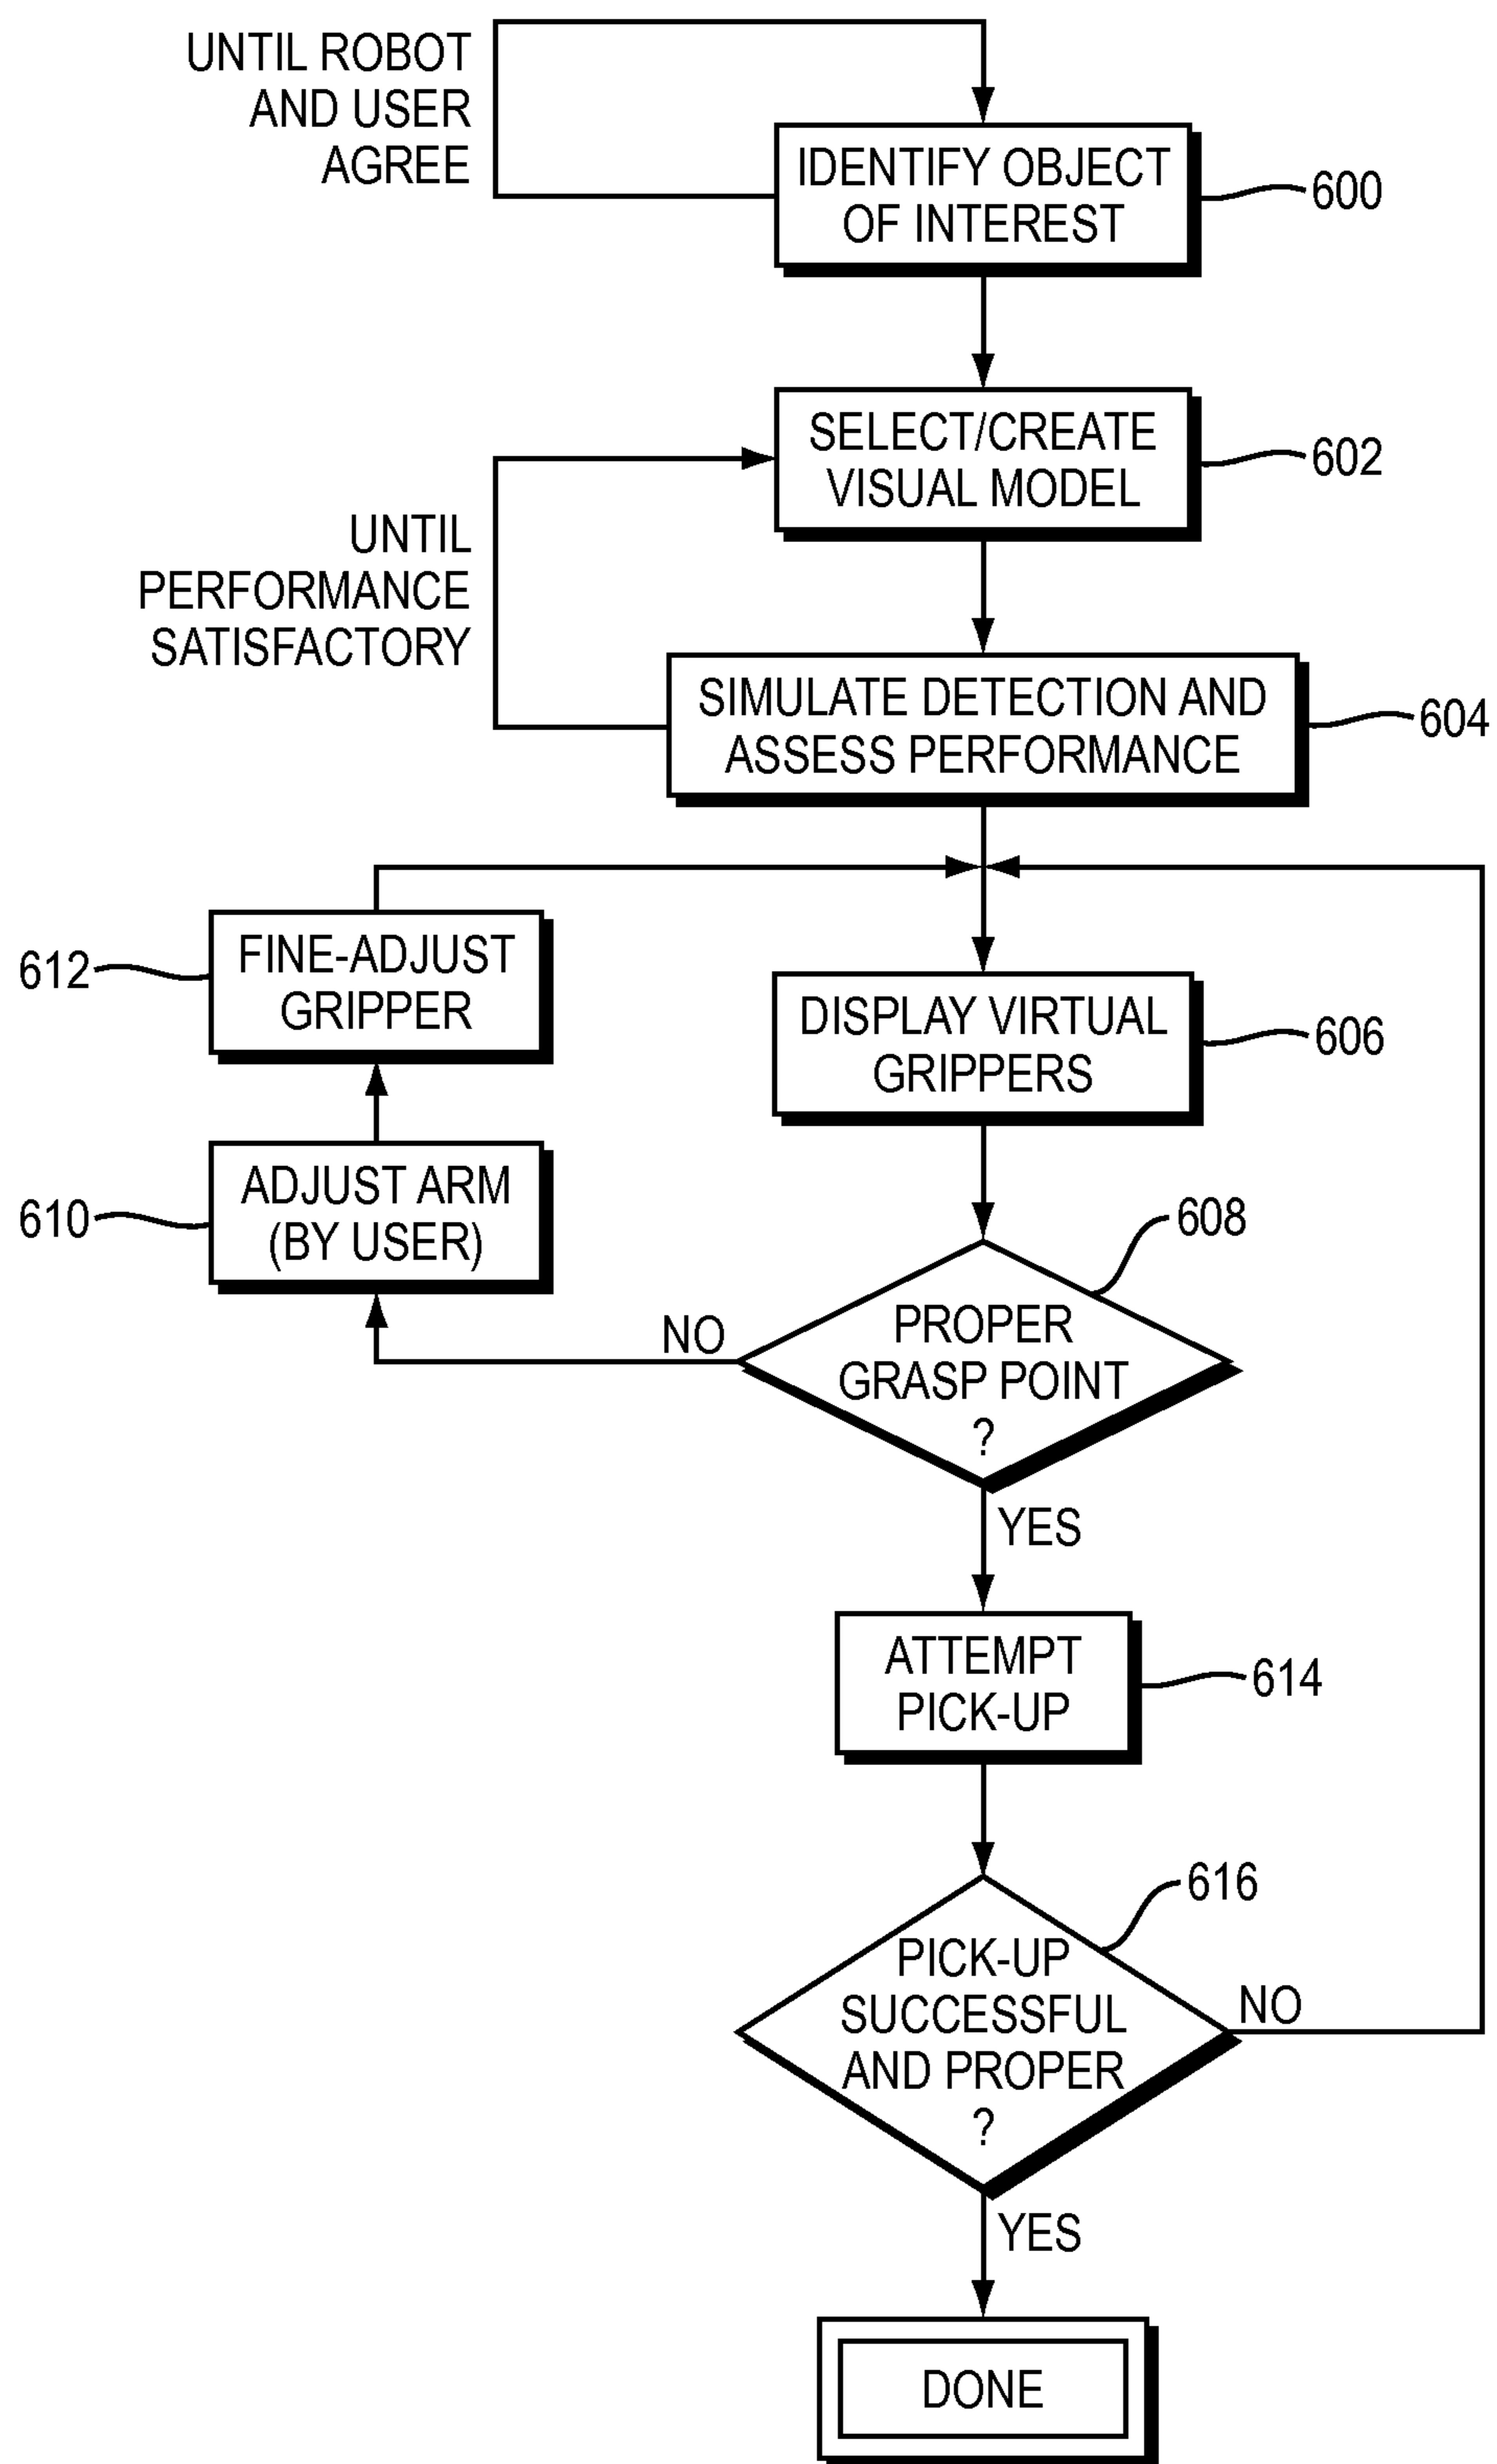 UNTIL ROBOT
AND USER
AGREE
IDENTIFY OBJECT
OF INTEREST
600
SELECT/CREATE
VISUAL MODEL
602
UNTIL
PERFORMANCE
SATISFACTORY
SIMULATE DETECTION AND
ASSESS PERFORMANCE
604
612
FINE-ADJUST
GRIPPER
DISPLAY VIRTUAL
GRIPPERS
606
610
ADJUST ARM
(BY USER)
608
NO
PROPER
GRASP POINT
?
YES
ATTEMPT
PICK-UP
614
616
PICK-UP
SUCCESSFUL
AND PROPER
?
NO
YES
DONE